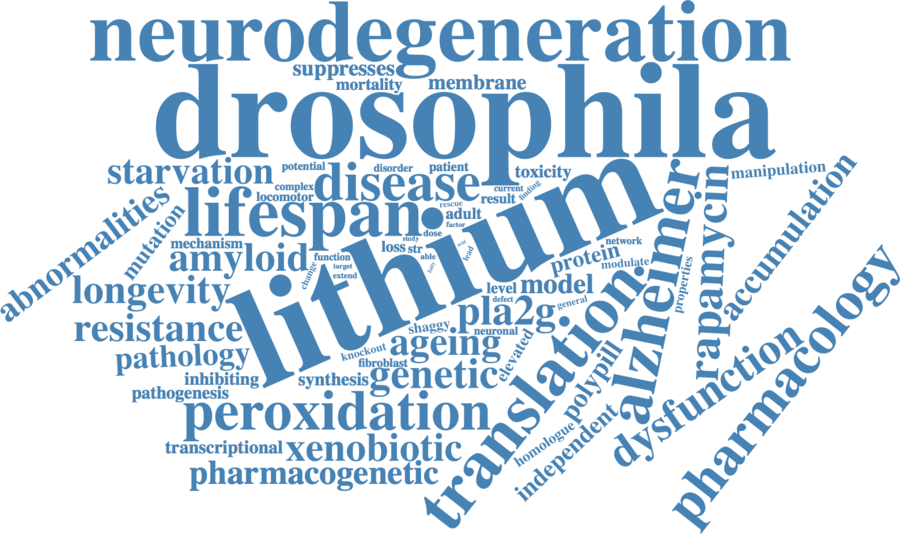 neurodegeneration
suppresses
mortality
membrane
drosophila
starvation
potential
disorder
patient
toxicity
manipulation
complex
disease
current
finding
locomotor
result
abnormalities
mutation
lifespan
rescue
adult
factor
lithium
alzheimer
rapamycin
accumulation
mechanism
study
dose
loss
str
able
war
lead
network
amyloid
function
target
extend
change
protein
modulate
properties
longevity
level
model
defect
general
pla2g
resistance
shaggy
neuronal
ageing
elevated
translation
pathology
knockout
fibroblast
genetic
polypill
pharmacology
inhibiting
synthesis
pathogenesis
dysfunction
peroxidation
independent
homologue
transcriptional
xenobiotic
pharmacogenetic